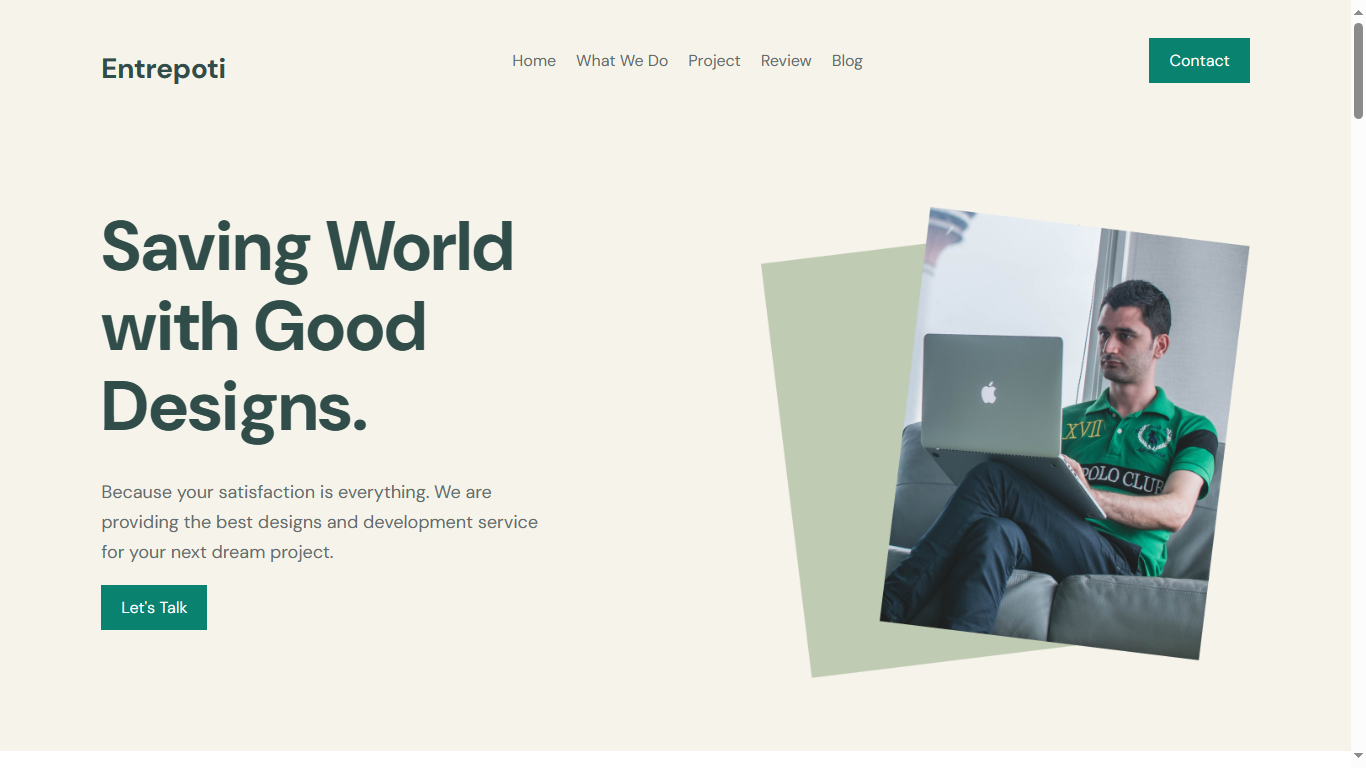 Entrepoti
Home What We Do Project Review Blog
Contact
Saving World
with Good
Designs.
Because your satisfaction is everything. We are
providing the best designs and development service
for your next dream project.
Let's Talk
XVII
POLO CLUB